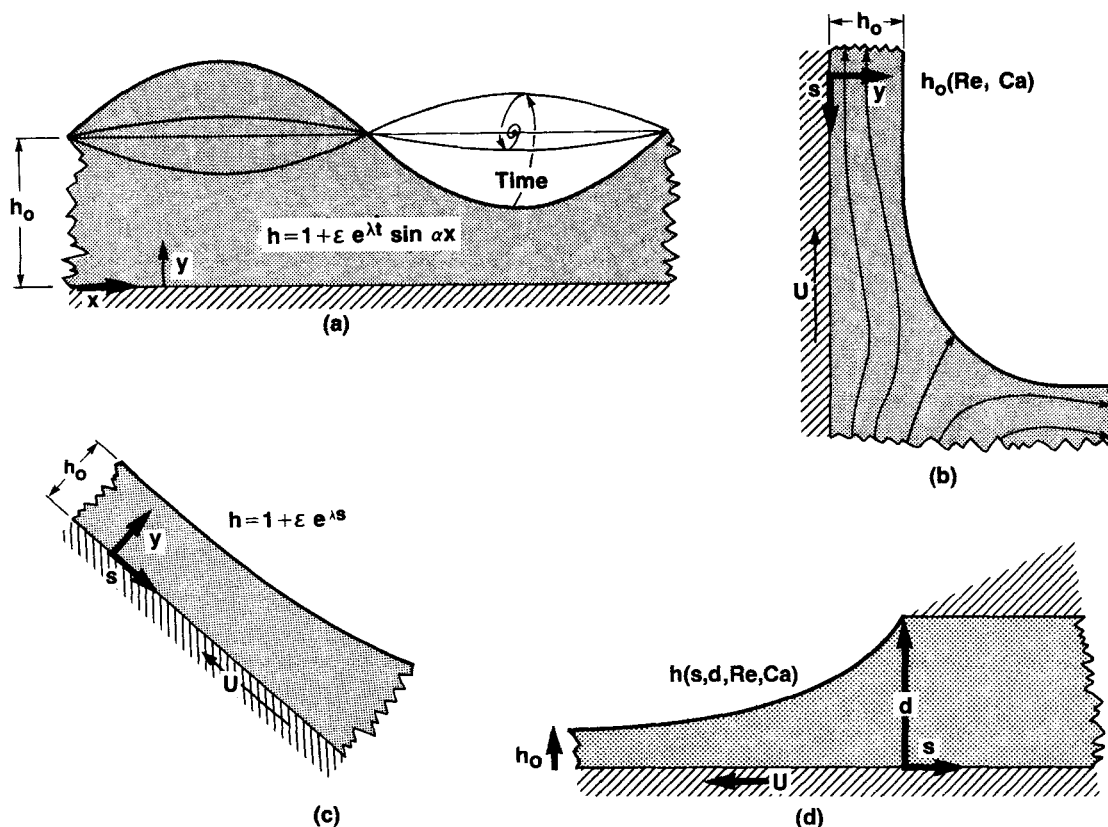 h₀
Time
h = 1 + ε e^λt sin αx
y
x
(a)
h₀
s
y
h₀(Re, Ca)
U
(b)
h₀
h = 1 + ε e^λs
y
s
U
(c)
h(s,d,Re,Ca)
d
h₀
s
U
(d)